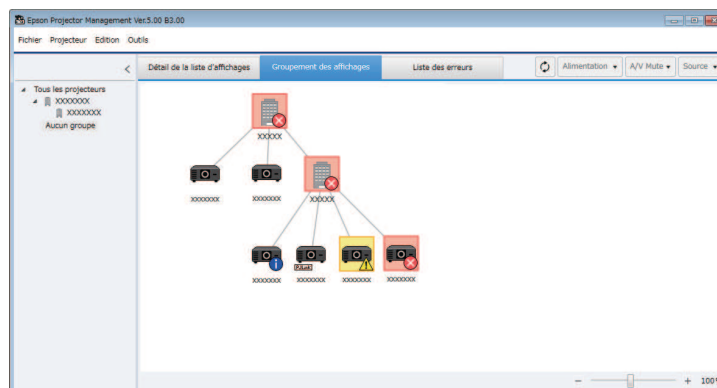 Epson Projector Management Ver.5.00 B3.00
Fichier Projecteur Edition Outils
Détail de la liste d'affichages Groupement des affichages Liste des erreurs Alimentation A/V Mute Source
Tous les projecteurs
XXXXXXX
XXXXXXX
Aucun groupe
XXXXX
XXXXXXX XXXXXXX XXXXX
PJLink
XXXXXXX XXXXXXX XXXXXXX XXXXXXX
− + 100%